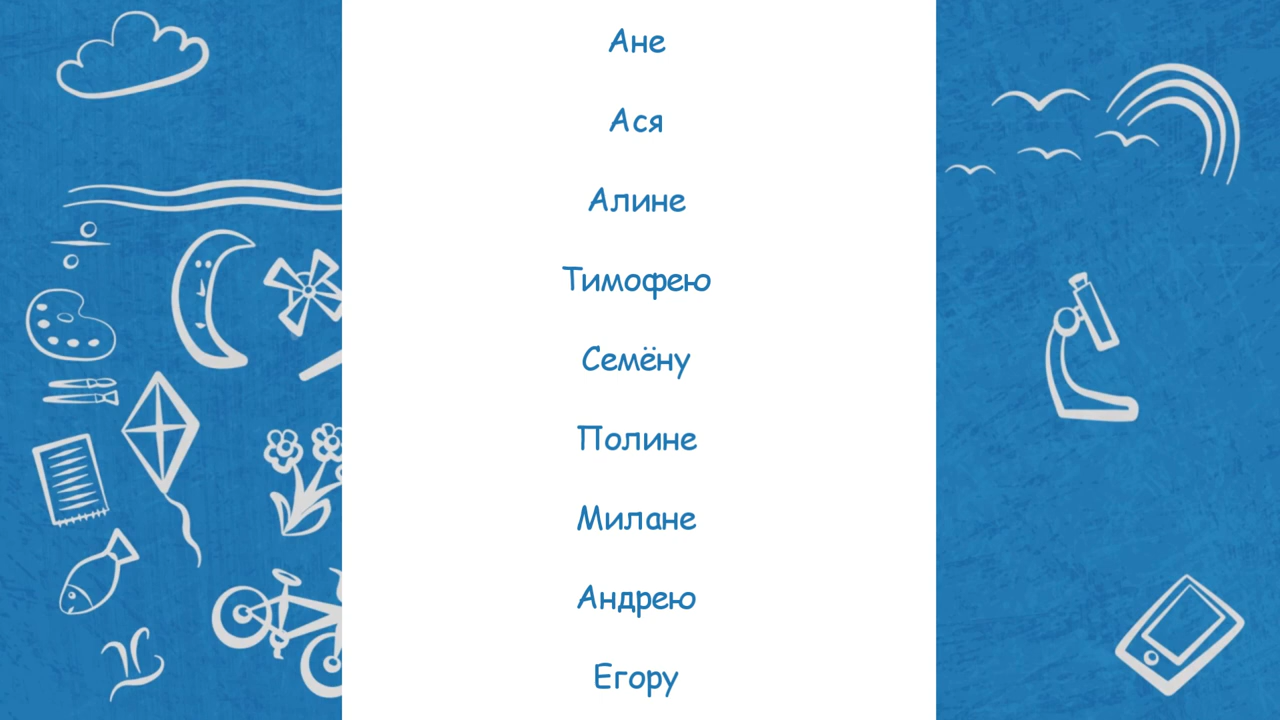 Ане
Ася
Алине
Тимофею
Семёну
Полине
Милане
Андрею
Егору